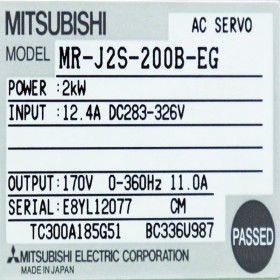 MITSUBISHI AC SERVO
MODEL MR-J2S-200B-EG
POWER :2kW
INPUT :12.4A DC283-326V
OUTPUT:170V 0-360Hz 11.0A
SERIAL:E8YL12077 CM
TC300A185G51 BC336U987
MITSUBISHI ELECTRIC CORPORATION
MADE IN JAPAN
PASSED